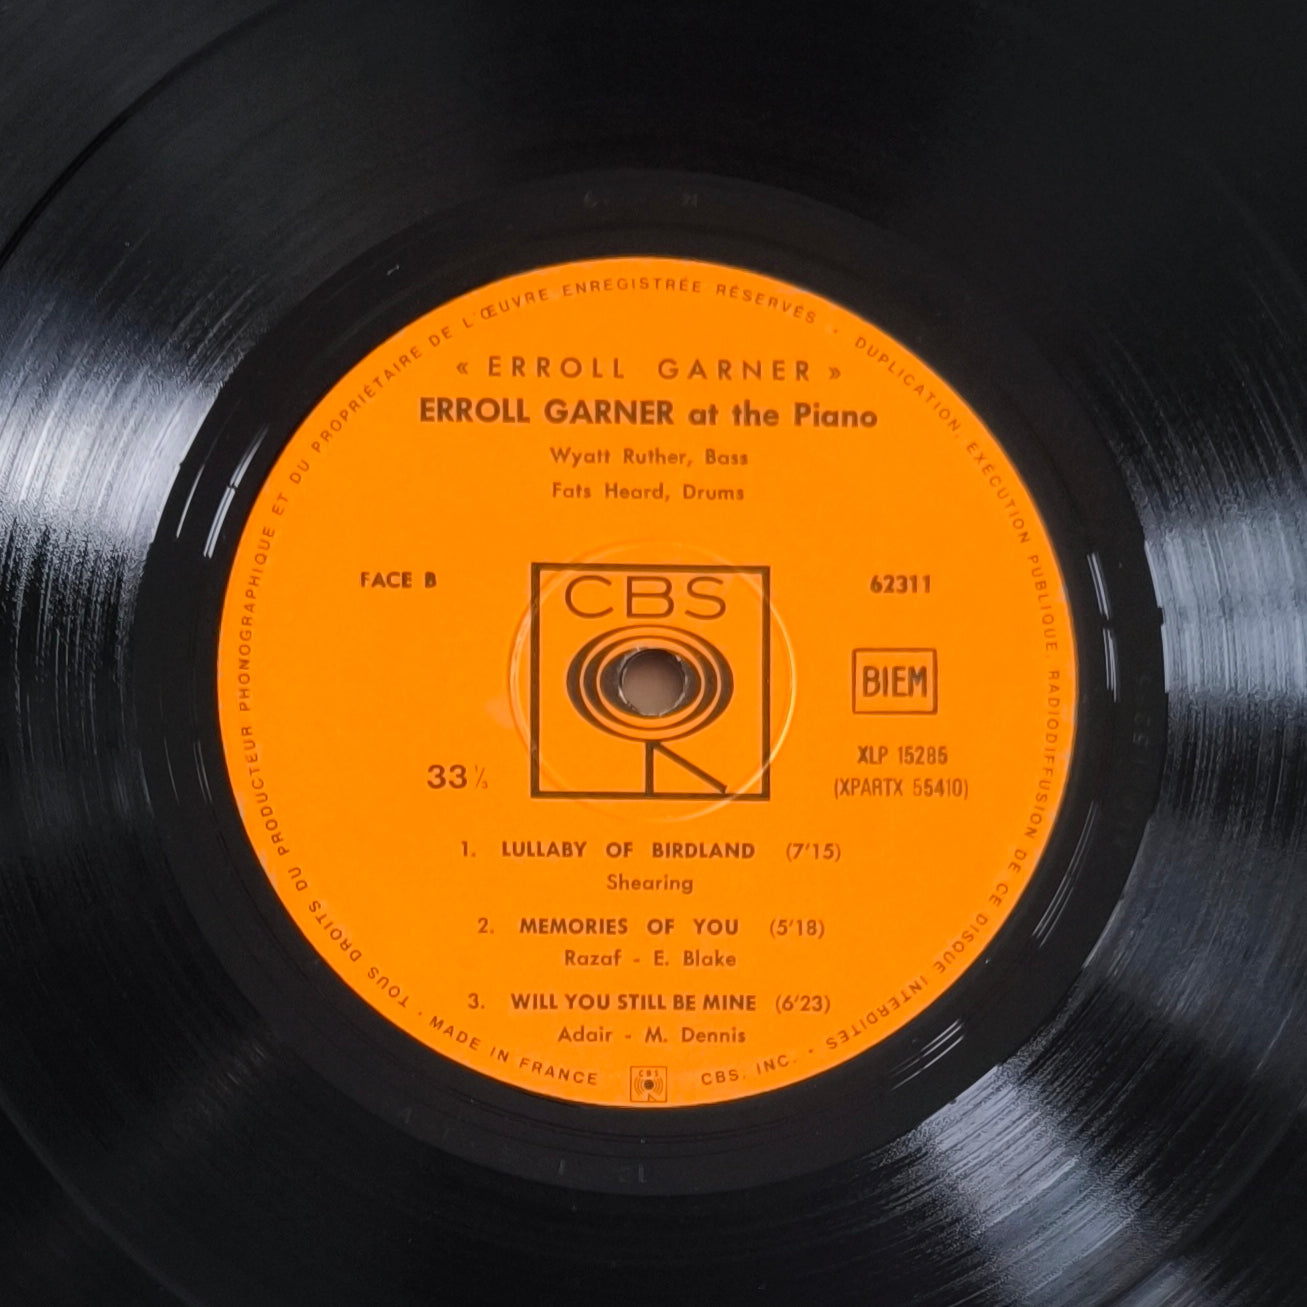 « ERROLL GARNER »
ERROLL GARNER at the Piano
Wyatt Ruther, Bass
Fats Heard, Drums
FACE B
CBS
62311
BIEM
XLP 15285
(XPARTX 55410)
33 ⅓
1. LULLABY OF BIRDLAND (7'15)
Shearing
2. MEMORIES OF YOU (5'18)
Razaf - E. Blake
3. WILL YOU STILL BE MINE (6'23)
Adair - M. Dennis
TOUS DROITS DU PRODUCTEUR PHONOGRAPHIQUE ET DU PROPRIÉTAIRE DE L'ŒUVRE ENREGISTRÉE RÉSERVÉS · DUPLICATION, EXÉCUTION PUBLIQUE, RADIODIFFUSION DE CE DISQUE INTERDITES ·
MADE IN FRANCE
CBS
CBS, INC. ·